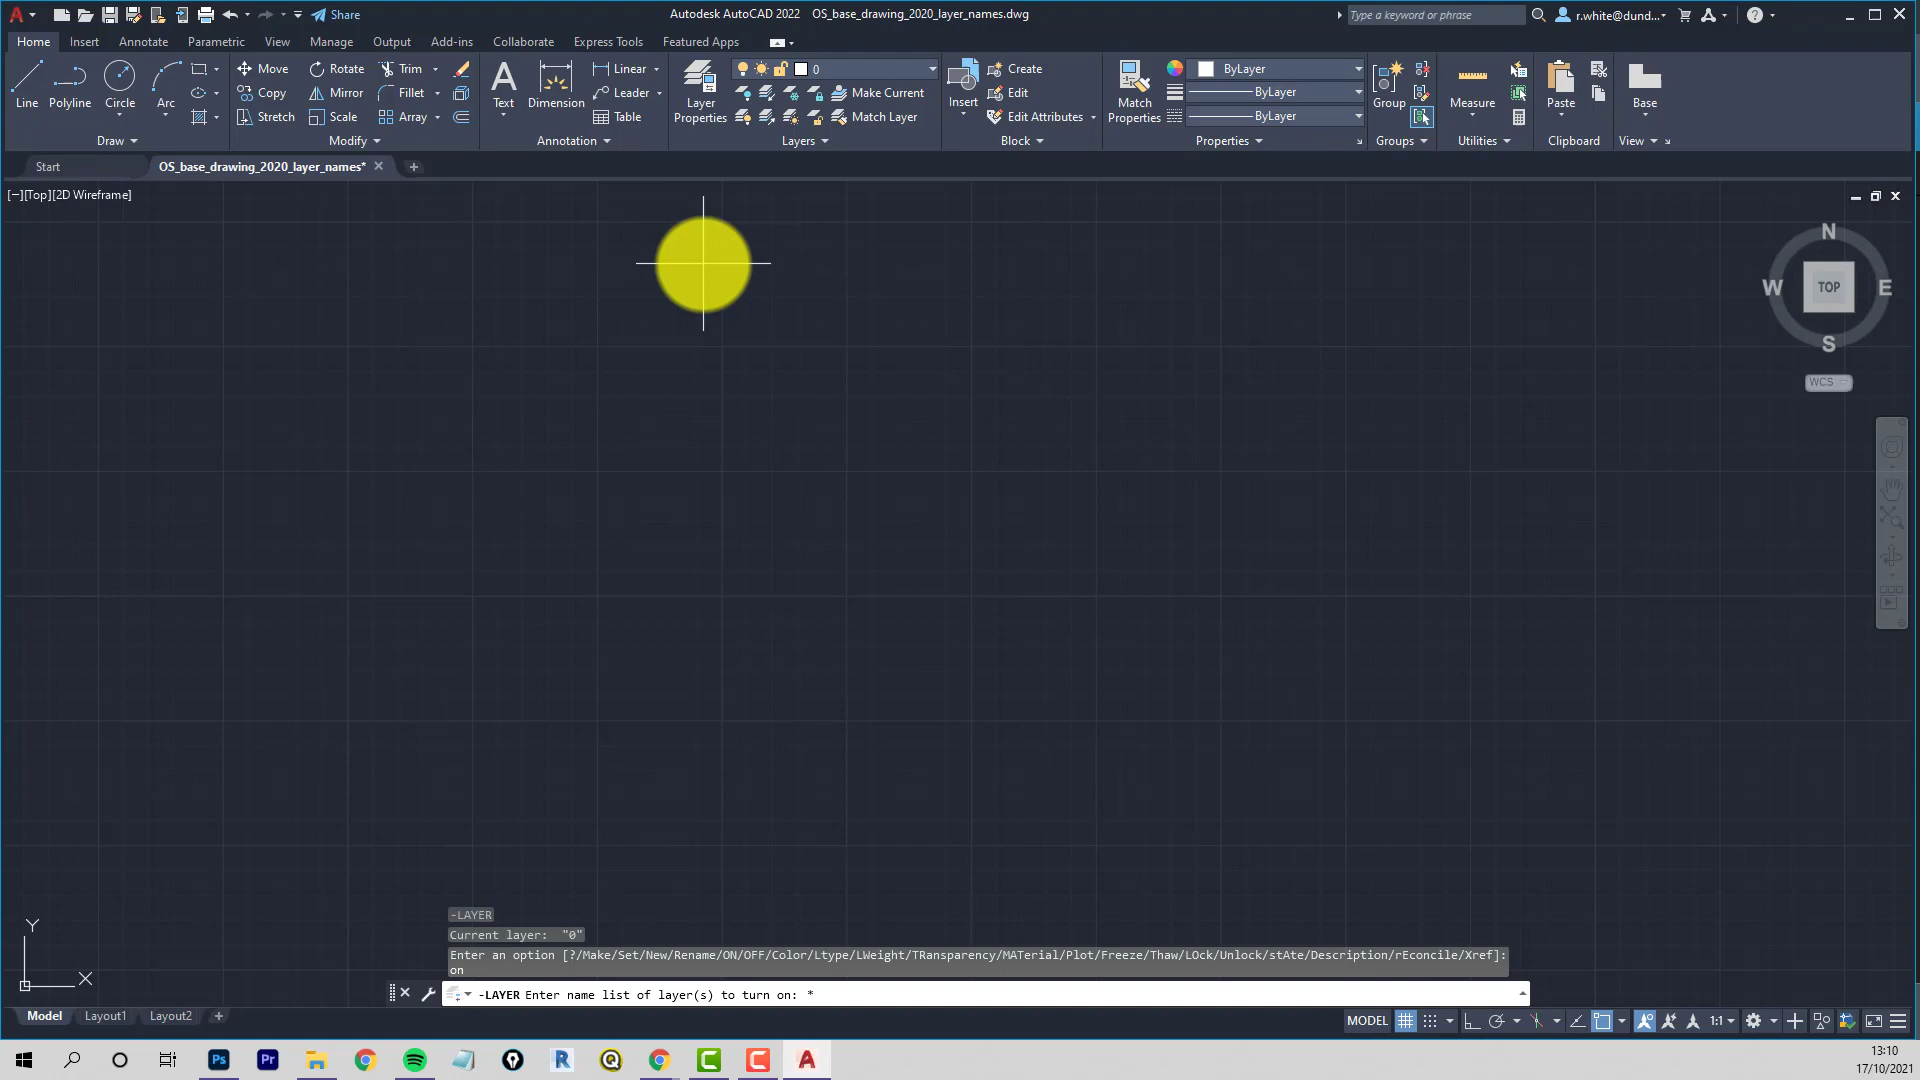 Share
Autodesk AutoCAD 2022 OS_base_drawing_2020_layer_names.dwg
Type a keyword or phrase
r.white@dund...
Home Insert Annotate Parametric View Manage Output Add-ins Collaborate Express Tools Featured Apps
Line Polyline Circle Arc
Move Rotate Trim
Copy Mirror Fillet
Stretch Scale Array
Text Dimension
Linear
Leader
Table
Layer Properties
0
Make Current
Match Layer
Insert
Create
Edit
Edit Attributes
Match Properties
ByLayer
ByLayer
ByLayer
Group
Measure
Paste
Base
Draw Modify Annotation Layers Block Properties Groups Utilities Clipboard View
Start OS_base_drawing_2020_layer_names*
[−][Top][2D Wireframe]
N
W TOP E
S
WCS
Y
X
-LAYER
Current layer: "0"
Enter an option [?/Make/Set/New/Rename/ON/OFF/Color/Ltype/LWeight/TRansparency/MATerial/Plot/Freeze/Thaw/LOck/Unlock/stAte/Description/rEconcile/Xref]:
on
-LAYER Enter name list of layer(s) to turn on: *
Model Layout1 Layout2
MODEL 1:1
Ps Pr R A
13:10
17/10/2021